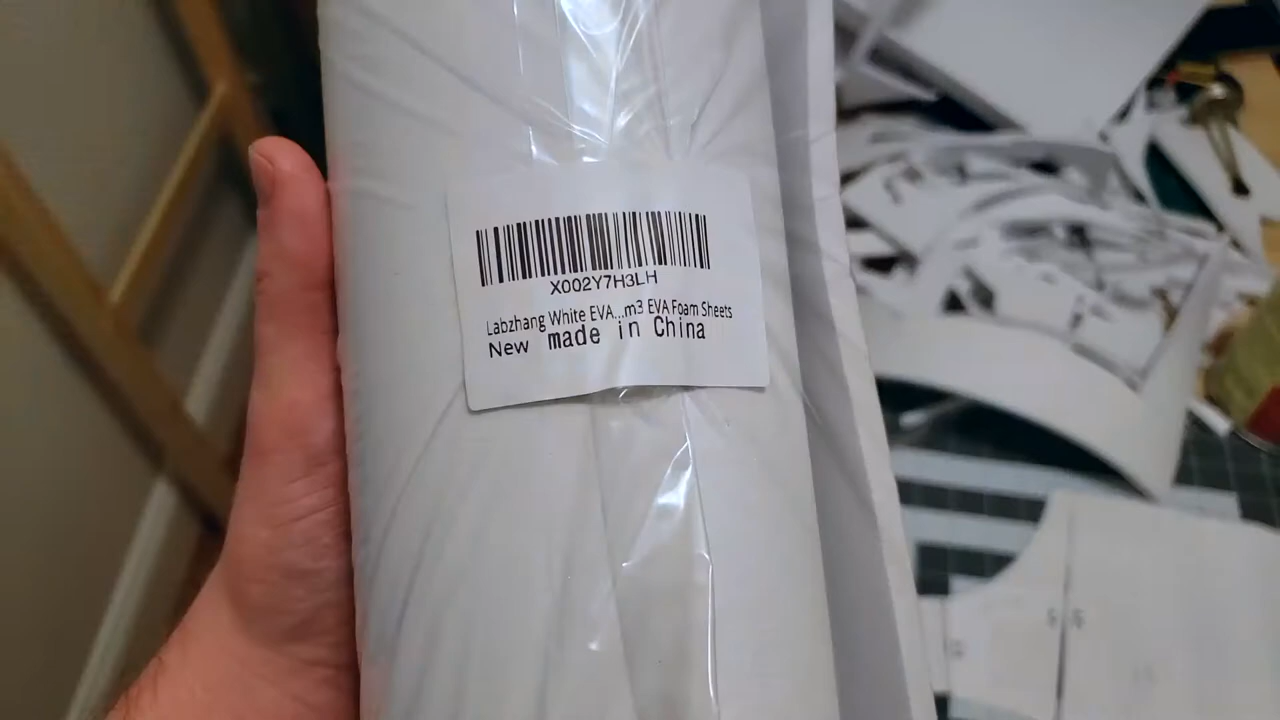 X002Y7H3LH
Labzhang White EVA...m3 EVA Foam Sheets
New made in China